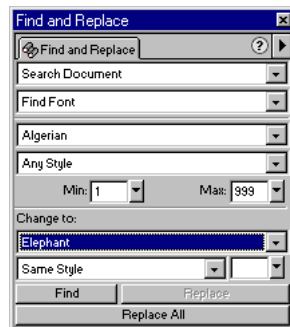 Find and Replace
Find and Replace ?
Search Document
Find Font
Algerian
Any Style
Min: 1 Max: 999
Change to:
Elephant
Same Style
Find Replace
Replace All